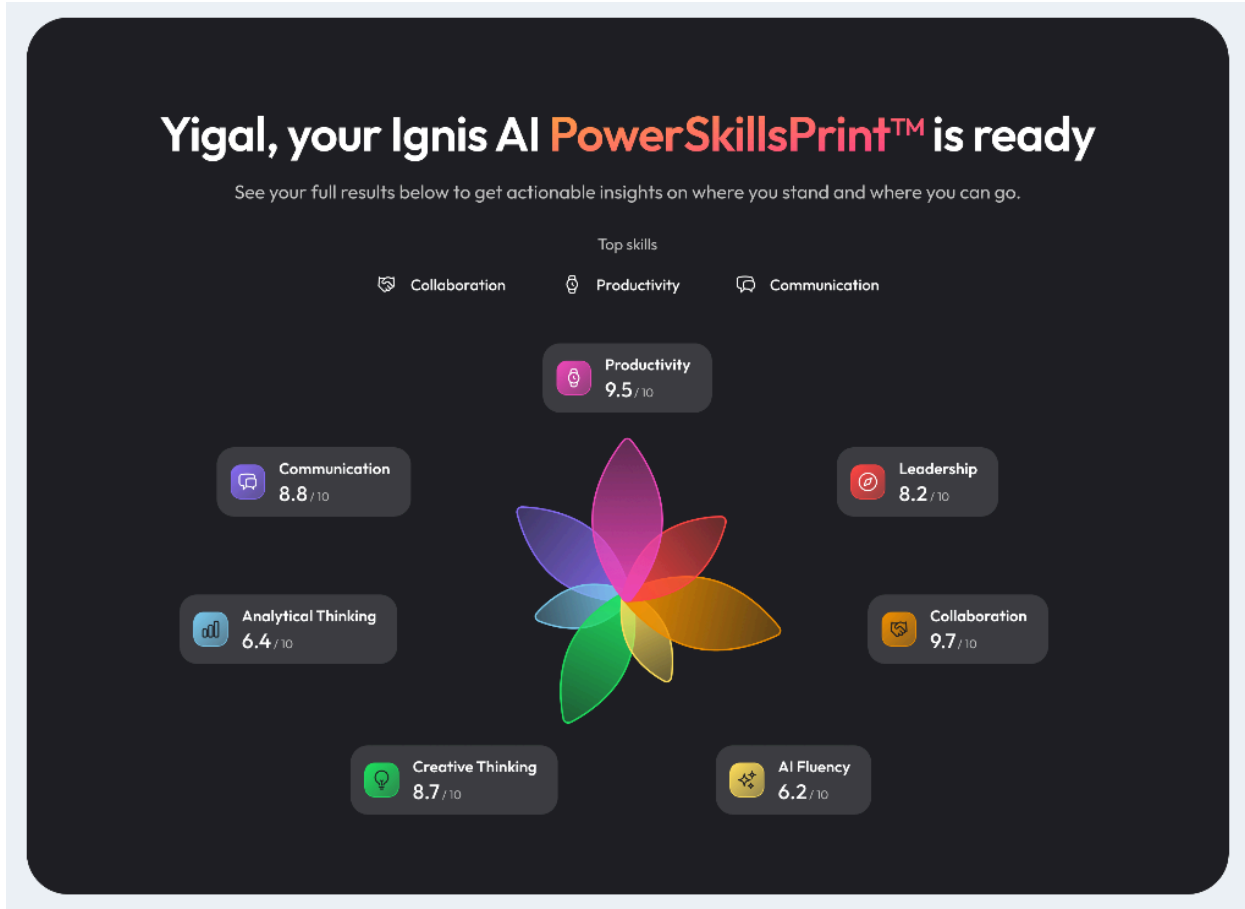 Yigal, your Ignis AI PowerSkillsPrint™ is ready
See your full results below to get actionable insights on where you stand and where you can go.
Top skills
Collaboration
Productivity
Communication
Productivity
9.5 / 10
Communication
8.8 / 10
Leadership
8.2 / 10
Analytical Thinking
6.4 / 10
Collaboration
9.7 / 10
Creative Thinking
8.7 / 10
AI Fluency
6.2 / 10